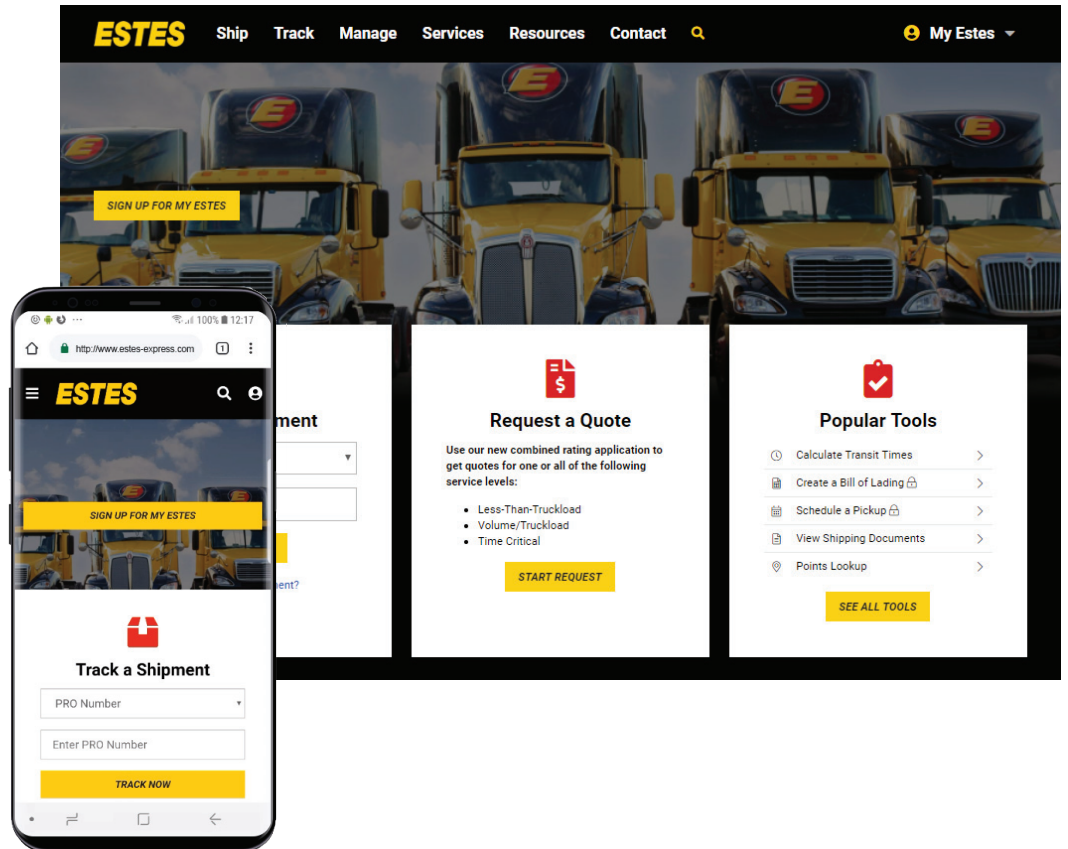 ESTES Ship Track Manage Services Resources Contact My Estes
SIGN UP FOR MY ESTES
ment
ment?
Request a Quote
Use our new combined rating application to
get quotes for one or all of the following
service levels:
• Less-Than-Truckload
• Volume/Truckload
• Time Critical
START REQUEST
Popular Tools
Calculate Transit Times
Create a Bill of Lading
Schedule a Pickup
View Shipping Documents
Points Lookup
SEE ALL TOOLS
100% 12:17
http://www.estes-express.com 1
ESTES
SIGN UP FOR MY ESTES
Track a Shipment
PRO Number
Enter PRO Number
TRACK NOW